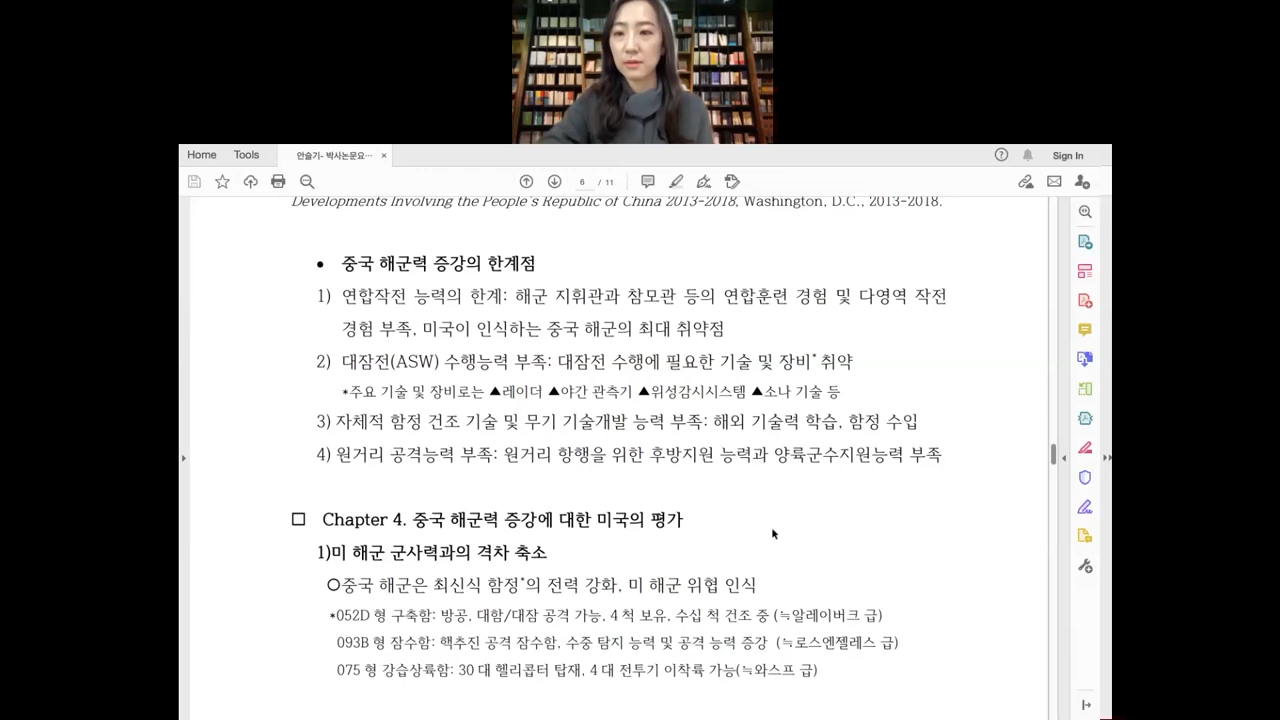 Home Tools 안슬기- 박사논문요… × Sign In
6 / 11
Developments Involving the People's Republic of China 2013-2018, Washington, D.C., 2013-2018.
• 중국 해군력 증강의 한계점
1) 연합작전 능력의 한계: 해군 지휘관과 참모관 등의 연합훈련 경험 및 다영역 작전
경험 부족, 미국이 인식하는 중국 해군의 최대 취약점
2) 대잠전(ASW) 수행능력 부족: 대잠전 수행에 필요한 기술 및 장비* 취약
*주요 기술 및 장비로는 ▲레이더 ▲야간 관측기 ▲위성감시시스템 ▲소나 기술 등
3) 자체적 함정 건조 기술 및 무기 기술개발 능력 부족: 해외 기술력 학습, 함정 수입
4) 원거리 공격능력 부족: 원거리 항행을 위한 후방지원 능력과 양륙군수지원능력 부족
□ Chapter 4. 중국 해군력 증강에 대한 미국의 평가
1)미 해군 군사력과의 격차 축소
○중국 해군은 최신식 함정*의 전력 강화, 미 해군 위협 인식
*052D 형 구축함: 방공, 대함/대잠 공격 가능, 4 척 보유, 수십 척 건조 중 (≒알레이버크 급)
093B 형 잠수함: 핵추진 공격 잠수함, 수중 탐지 능력 및 공격 능력 증강 (≒로스엔젤레스 급)
075 형 강습상륙함: 30 대 헬리콥터 탑재, 4 대 전투기 이착륙 가능(≒와스프 급)